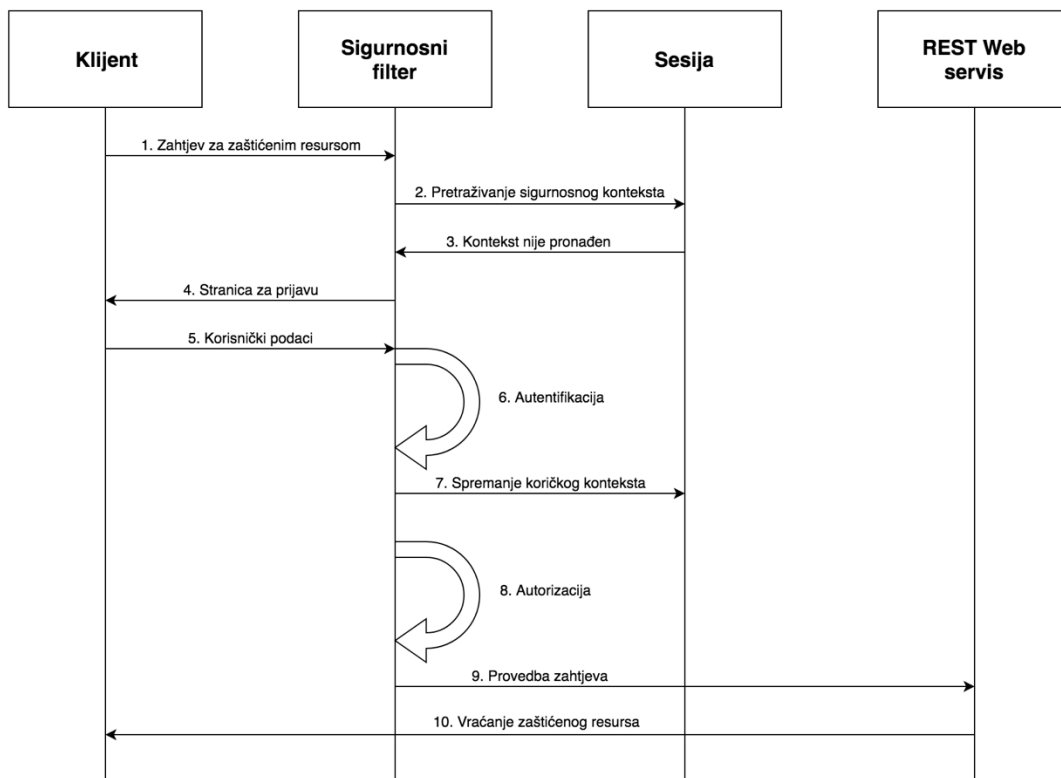 Klijent
Sigurnosni
filter
Sesija
REST Web
servis
1. Zahtjev za zaštićenim resursom
2. Pretraživanje sigurnosnog konteksta
3. Kontekst nije pronađen
4. Stranica za prijavu
5. Korisnički podaci
6. Autentifikacija
7. Spremanje koričkog konteksta
8. Autorizacija
9. Provedba zahtjeva
10. Vraćanje zaštićenog resursa